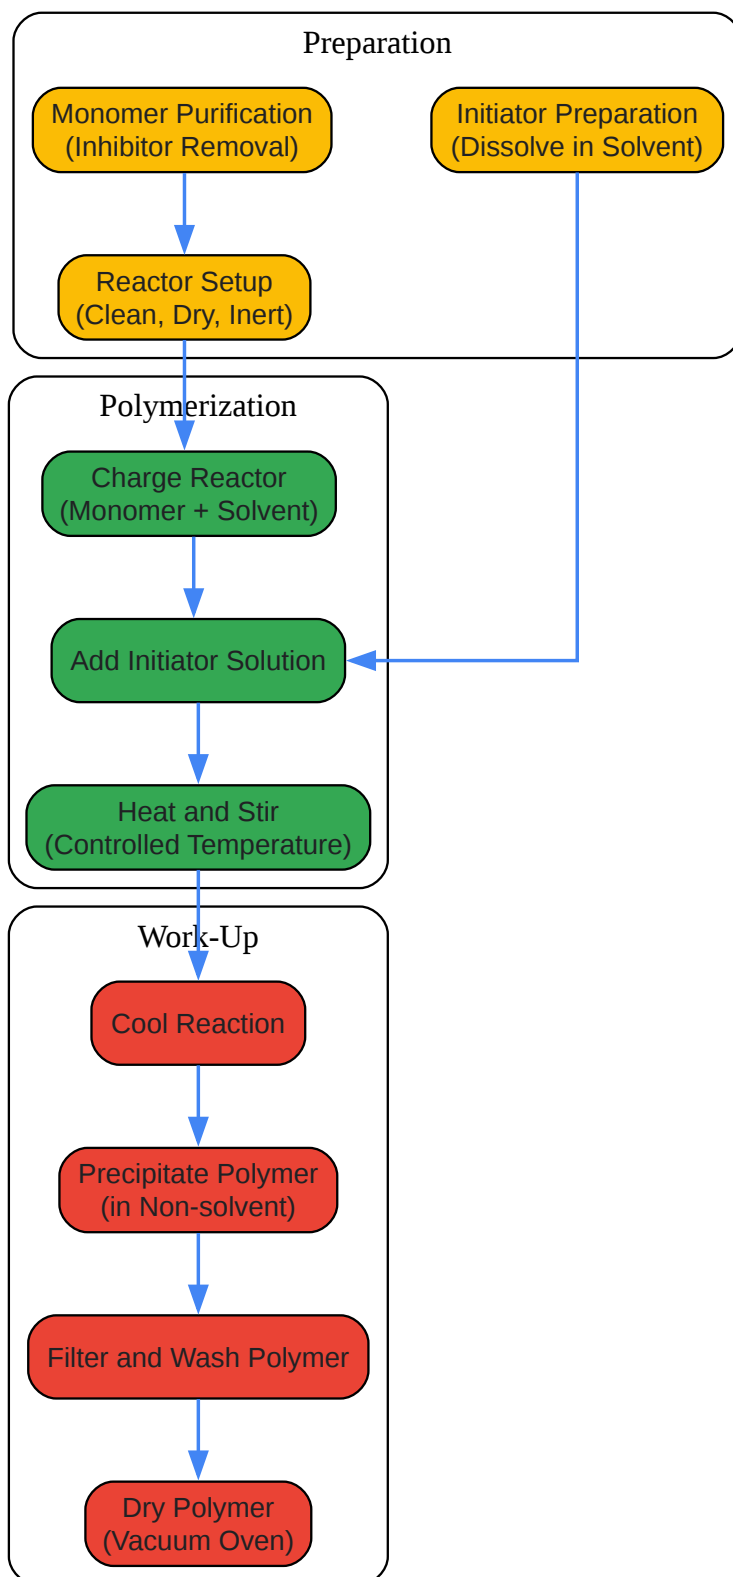 Preparation
Monomer Purification
(Inhibitor Removal)
Initiator Preparation
(Dissolve in Solvent)
Reactor Setup
(Clean, Dry, Inert)
Polymerization
Charge Reactor
(Monomer + Solvent)
Add Initiator Solution
Heat and Stir
(Controlled Temperature)
Work-Up
Cool Reaction
Precipitate Polymer
(in Non-solvent)
Filter and Wash Polymer
Dry Polymer
(Vacuum Oven)